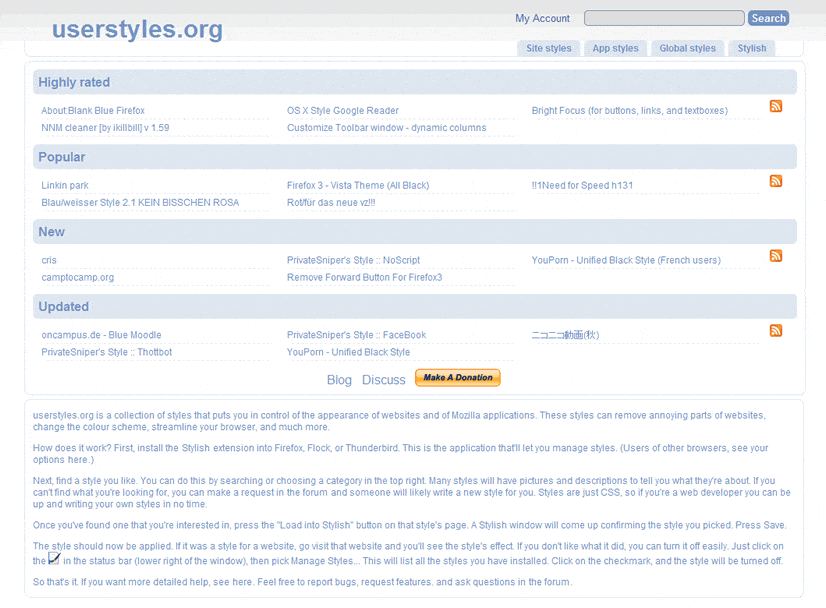 My Account Search
userstyles.org
Site styles App styles Global styles Stylish
Highly rated
About:Blank Blue Firefox OS X Style Google Reader Bright Focus (for buttons, links, and textboxes)
NNM cleaner [by ikillbill] v 1.59 Customize Toolbar window - dynamic columns
Popular
Linkin park Firefox 3 - Vista Theme (All Black) !!1Need for Speed h131
Blau/weisser Style 2.1 KEIN BISSCHEN ROSA Rot/für das neue vz!!!
New
cris PrivateSniper's Style :: NoScript YouPorn - Unified Black Style (French users)
camptocamp.org Remove Forward Button For Firefox3
Updated
oncampus.de - Blue Moodle PrivateSniper's Style :: FaceBook ニコニコ動画(秋)
PrivateSniper's Style :: Thottbot YouPorn - Unified Black Style
Blog Discuss Make A Donation
userstyles.org is a collection of styles that puts you in control of the appearance of websites and of Mozilla applications. These styles can remove annoying parts of websites,
change the colour scheme, streamline your browser, and much more.
How does it work? First, install the Stylish extension into Firefox, Flock, or Thunderbird. This is the application that'll let you manage styles. (Users of other browsers, see your
options here.)
Next, find a style you like. You can do this by searching or choosing a category in the top right. Many styles will have pictures and descriptions to tell you what they're about. If you
can't find what you're looking for, you can make a request in the forum and someone will likely write a new style for you. Styles are just CSS, so if you're a web developer you can be
up and writing your own styles in no time.
Once you've found one that you're interested in, press the "Load into Stylish" button on that style's page. A Stylish window will come up confirming the style you picked. Press Save.
The style should now be applied. If it was a style for a website, go visit that website and you'll see the style's effect. If you don't like what it did, you can turn it off easily. Just click on
the in the status bar (lower right of the window), then pick Manage Styles... This will list all the styles you have installed. Click on the checkmark, and the style will be turned off.
So that's it. If you want more detailed help, see here. Feel free to report bugs, request features. and ask questions in the forum.